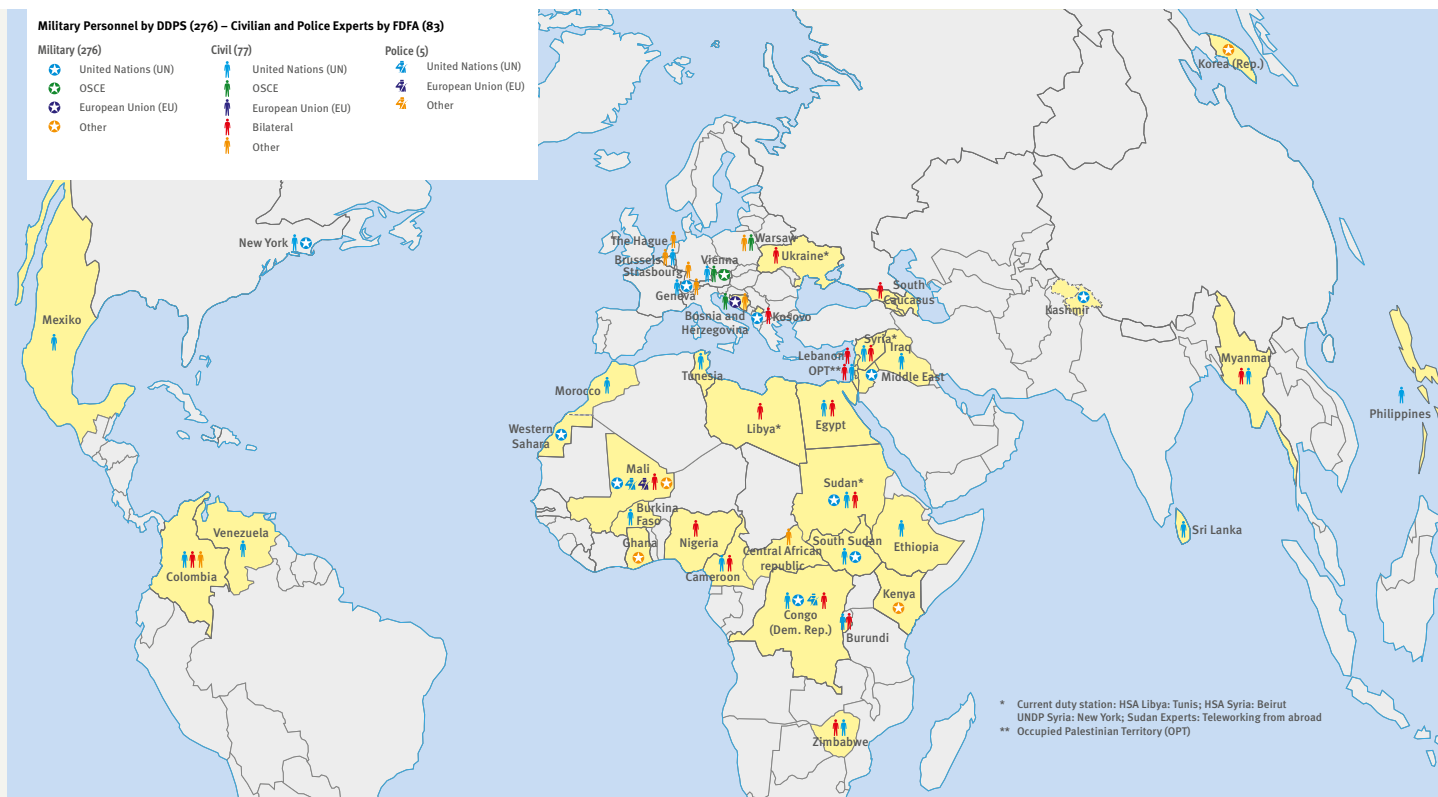 Military Personnel by DDPS (276) – Civilian and Police Experts by FDFA (83)
Military (276)
United Nations (UN)
OSCE
European Union (EU)
Other
Civil (77)
United Nations (UN)
OSCE
European Union (EU)
Bilateral
Other
Police (5)
United Nations (UN)
European Union (EU)
Other
Korea (Rep.)
New York
The Hague
Warsaw
Brussels
Ukraine*
Strasbourg
Vienna
Geneva
South
Caucasus
Bosnia and
Herzegovina
Kosovo
Kashmir
Mexiko
Syria*
Lebanon
Iraq
OPT**
Middle East
Tunesia
Morocco
Myanmar
Philippines
Western
Sahara
Libya*
Egypt
Mali
Sudan*
Burkina
Faso
Venezuela
Ghana
Nigeria
Central African
republic
South Sudan
Ethiopia
Sri Lanka
Colombia
Cameroon
Kenya
Congo
(Dem. Rep.)
Burundi
Zimbabwe
* Current duty station: HSA Libya: Tunis; HSA Syria: Beirut
UNDP Syria: New York; Sudan Experts: Teleworking from abroad
** Occupied Palestinian Territory (OPT)